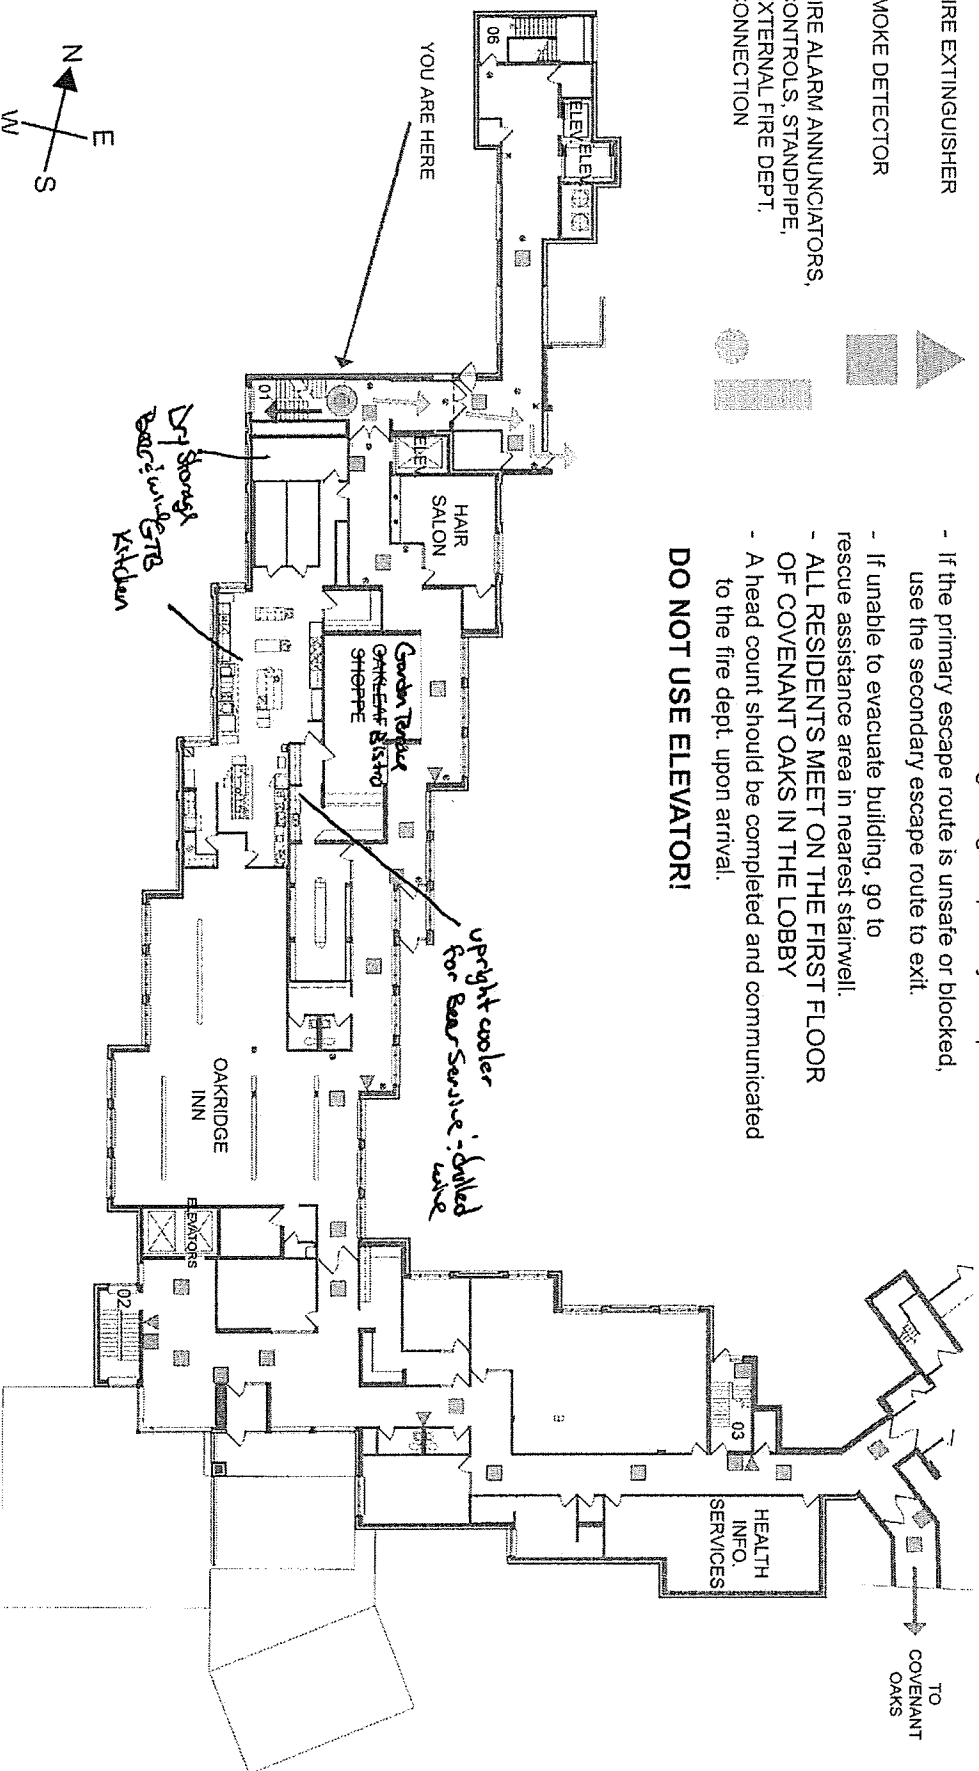 IRE EXTINGUISHER
MOKE DETECTOR
IRE ALARM ANNUNCIATORS,
ONTROLS, STANDPIPE,
XTERNAL FIRE DEPT.
ONNECTION
- If the primary escape route is unsafe or blocked,
use the secondary escape route to exit.
- If unable to evacuate building, go to
rescue assistance area in nearest stairwell.
- ALL RESIDENTS MEET ON THE FIRST FLOOR
OF COVENANT OAKS IN THE LOBBY
- A head count should be completed and communicated
to the fire dept. upon arrival.
DO NOT USE ELEVATOR!
YOU ARE HERE
N
E
W
S
06
ELEV
ELEV
01
ELEV
HAIR
SALON
Dry Storage
Beer & wine GTB
Kitchen
Garden Terrace
OAKLEAF Bistro
SHOPPE
upright cooler
for Beer Service & chilled
wine
OAKRIDGE
INN
ELEVATORS
02
03
HEALTH
INFO.
SERVICES
TO
COVENANT
OAKS